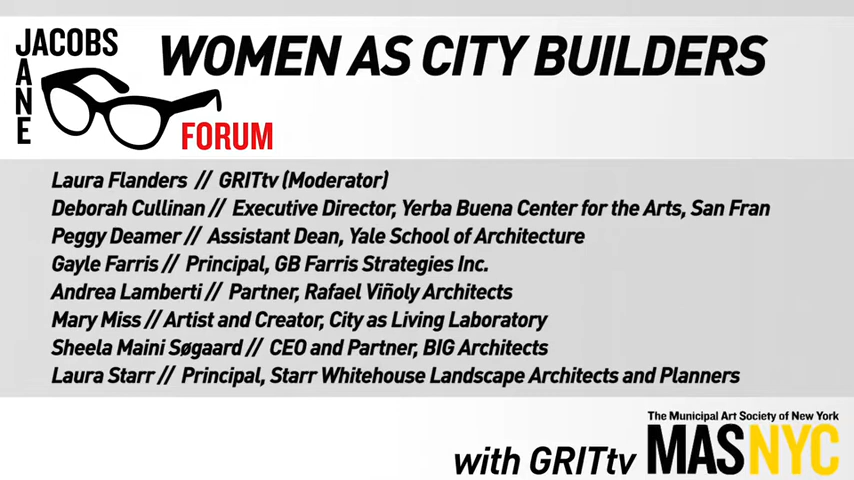 JACOBS
JANE
FORUM
WOMEN AS CITY BUILDERS
Laura Flanders // GRITtv (Moderator)
Deborah Cullinan // Executive Director, Yerba Buena Center for the Arts, San Fran
Peggy Deamer // Assistant Dean, Yale School of Architecture
Gayle Farris // Principal, GB Farris Strategies Inc.
Andrea Lamberti // Partner, Rafael Viñoly Architects
Mary Miss // Artist and Creator, City as Living Laboratory
Sheela Maini Søgaard // CEO and Partner, BIG Architects
Laura Starr // Principal, Starr Whitehouse Landscape Architects and Planners
with GRITtv
The Municipal Art Society of New York
MASNYC